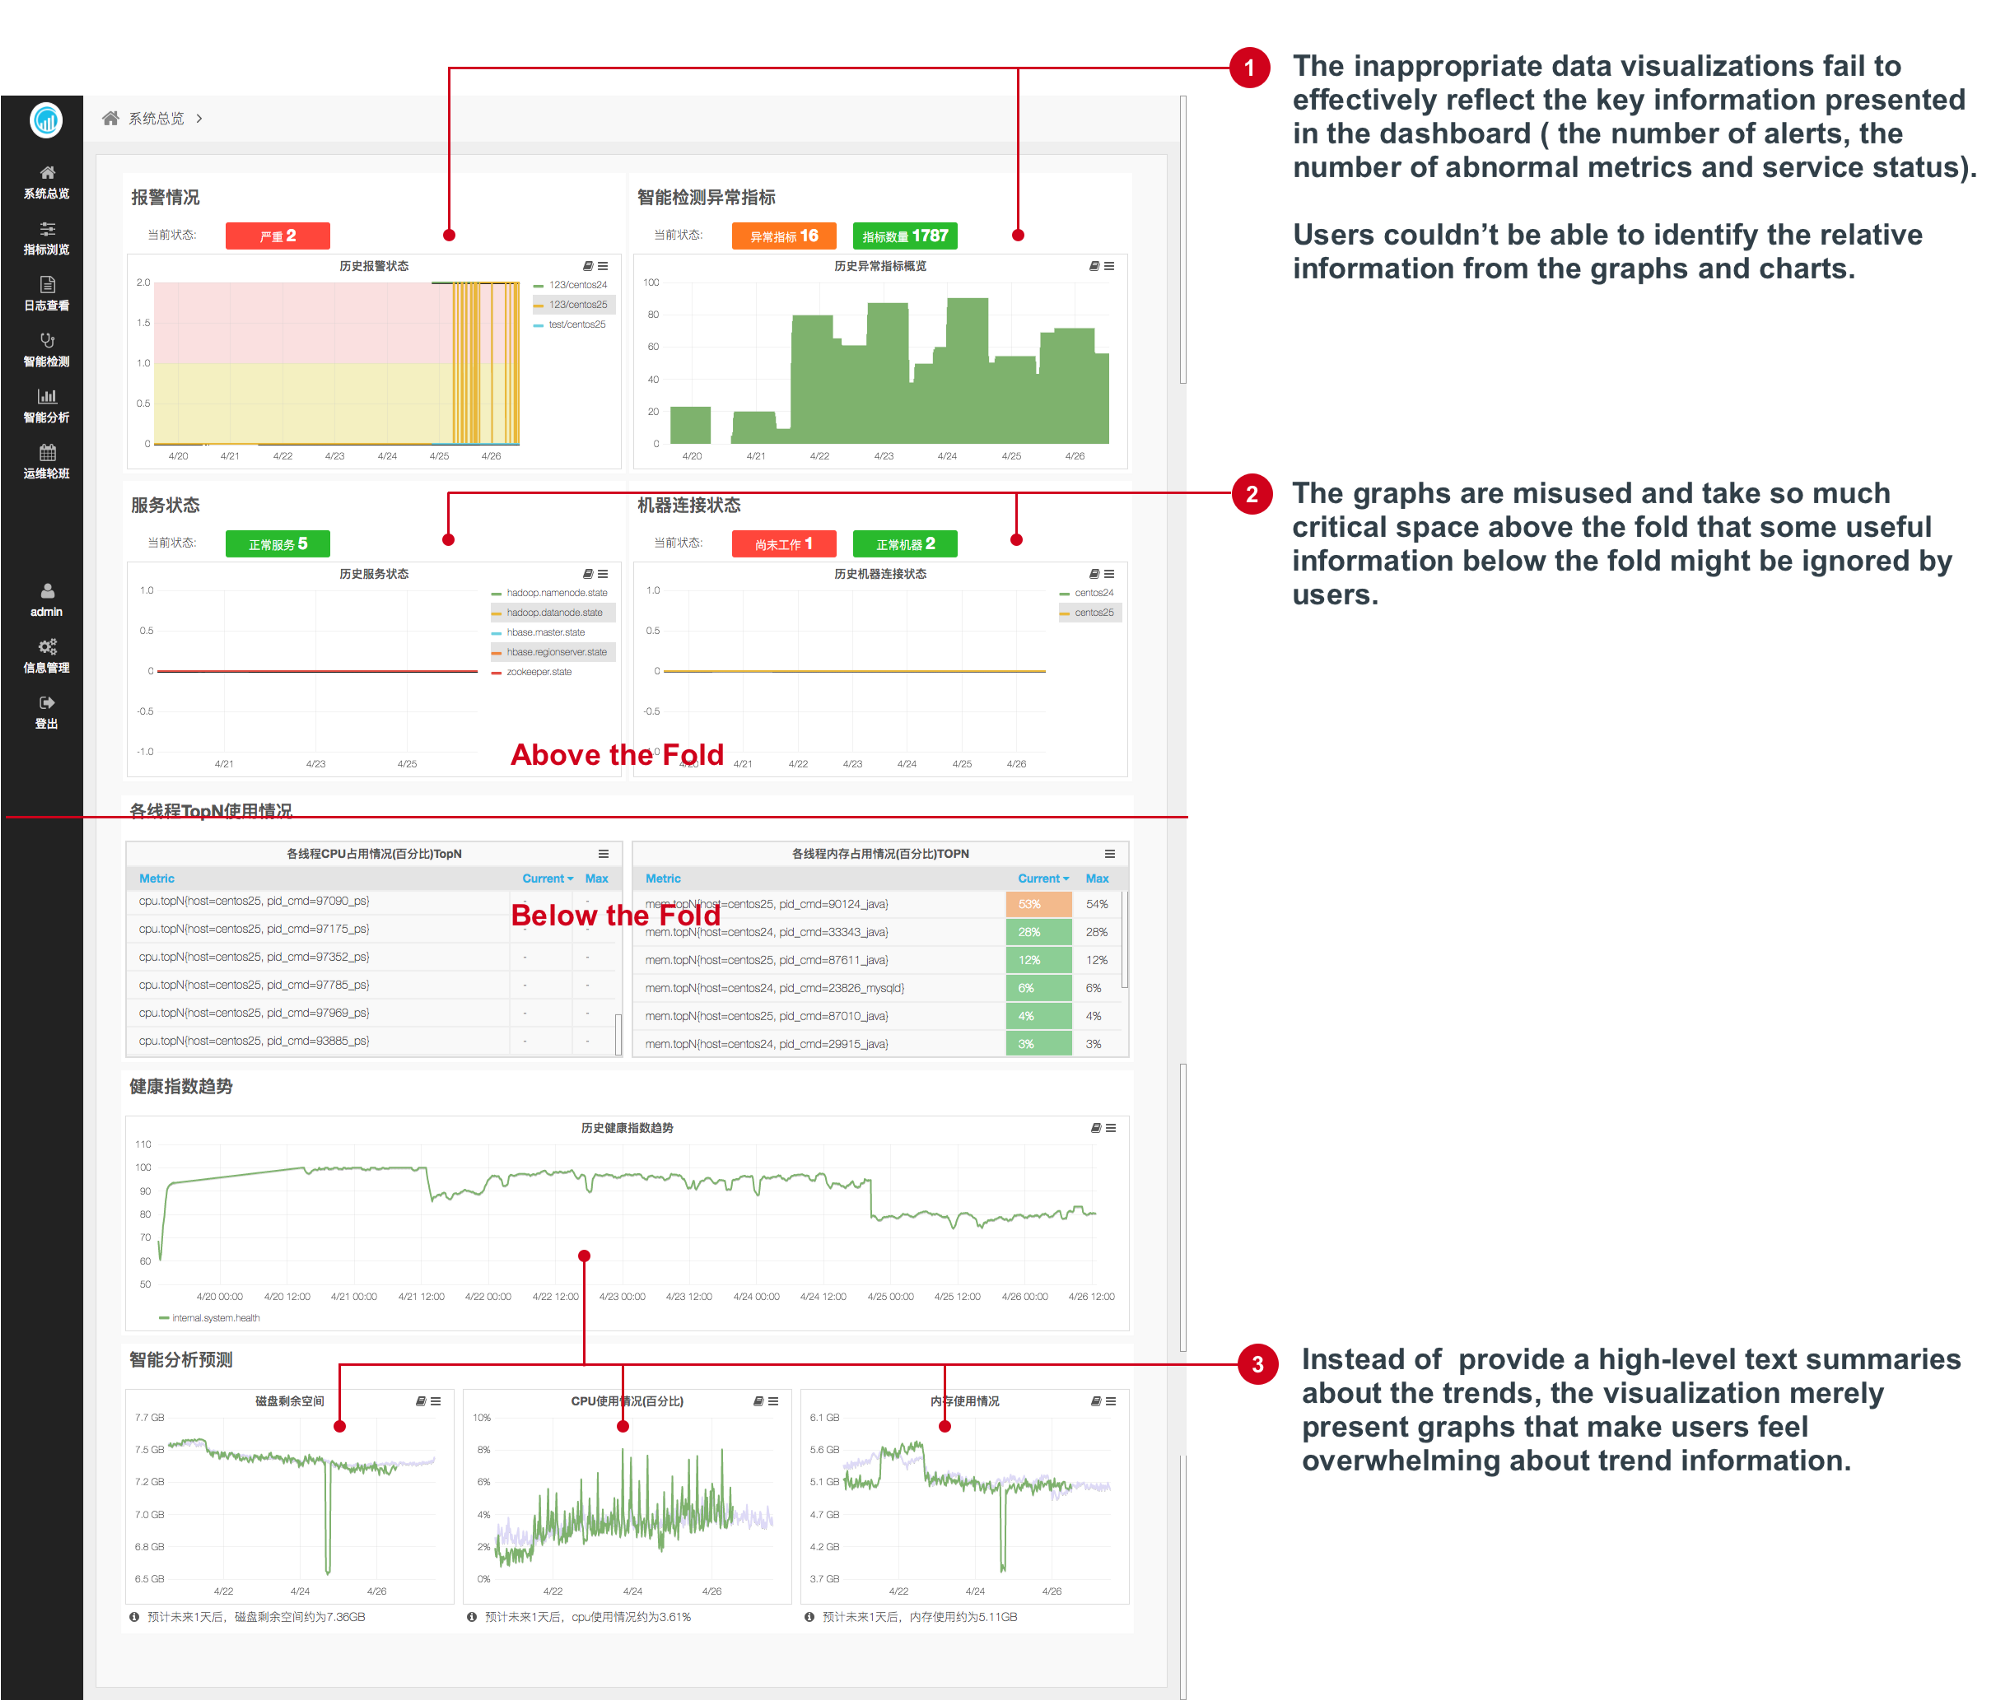 系统总览
系统总览
指标浏览
日志查看
智能检测
智能分析
运维轮班
admin
信息管理
登出
报警情况
当前状态:
严重 2
历史报警状态
2.0
1.5
1.0
0.5
0
4/20 4/21 4/22 4/23 4/24 4/25 4/26
123/centos24
123/centos25
test/centos25
智能检测异常指标
当前状态:
异常指标 16
指标数量 1787
历史异常指标概览
100
80
60
40
20
0
4/20 4/21 4/22 4/23 4/24 4/25 4/26
服务状态
当前状态:
正常服务 5
历史服务状态
1.0
0.5
0
-0.5
-1.0
4/21 4/23 4/25
hadoop.namenode.state
hadoop.datanode.state
hbase.master.state
hbase.regionserver.state
zookeeper.state
机器连接状态
当前状态:
尚未工作 1
正常机器 2
历史机器连接状态
1.0
0.5
0
-0.5
-1.0
4/20 4/21 4/22 4/23 4/24 4/25 4/26
centos24
centos25
Above the Fold
各线程TopN使用情况
Below the Fold
各线程CPU占用情况(百分比)TopN
Metric Current Max
cpu.topN{host=centos25, pid_cmd=97090_ps} - -
cpu.topN{host=centos25, pid_cmd=97175_ps} - -
cpu.topN{host=centos25, pid_cmd=97352_ps} - -
cpu.topN{host=centos25, pid_cmd=97785_ps} - -
cpu.topN{host=centos25, pid_cmd=97969_ps} - -
cpu.topN{host=centos25, pid_cmd=93885_ps} - -
各线程内存占用情况(百分比)TOPN
Metric Current Max
mem.topN{host=centos25, pid_cmd=90124_java} 53% 54%
mem.topN{host=centos24, pid_cmd=33343_java} 28% 28%
mem.topN{host=centos25, pid_cmd=87611_java} 12% 12%
mem.topN{host=centos24, pid_cmd=23826_mysqld} 6% 6%
mem.topN{host=centos25, pid_cmd=87010_java} 4% 4%
mem.topN{host=centos24, pid_cmd=29915_java} 3% 3%
健康指数趋势
历史健康指数趋势
110
100
90
80
70
60
50
4/20 00:00 4/20 12:00 4/21 00:00 4/21 12:00 4/22 00:00 4/22 12:00 4/23 00:00 4/23 12:00 4/24 00:00 4/24 12:00 4/25 00:00 4/25 12:00 4/26 00:00 4/26 12:00
internal.system.health
智能分析预测
磁盘剩余空间
7.7 GB
7.5 GB
7.2 GB
7.0 GB
6.8 GB
6.5 GB
4/22 4/24 4/26
预计未来1天后，磁盘剩余空间约为7.36GB
CPU使用情况(百分比)
10%
8%
6%
4%
2%
0%
4/22 4/24 4/26
预计未来1天后，cpu使用情况约为3.61%
内存使用情况
6.1 GB
5.6 GB
5.1 GB
4.7 GB
4.2 GB
3.7 GB
4/22 4/24 4/26
预计未来1天后，内存使用约为5.11GB
1
The inappropriate data visualizations fail to
effectively reflect the key information presented
in the dashboard ( the number of alerts, the
number of abnormal metrics and service status).
Users couldn’t be able to identify the relative
information from the graphs and charts.
2
The graphs are misused and take so much
critical space above the fold that some useful
information below the fold might be ignored by
users.
3
Instead of  provide a high-level text summaries
about the trends, the visualization merely
present graphs that make users feel
overwhelming about trend information.